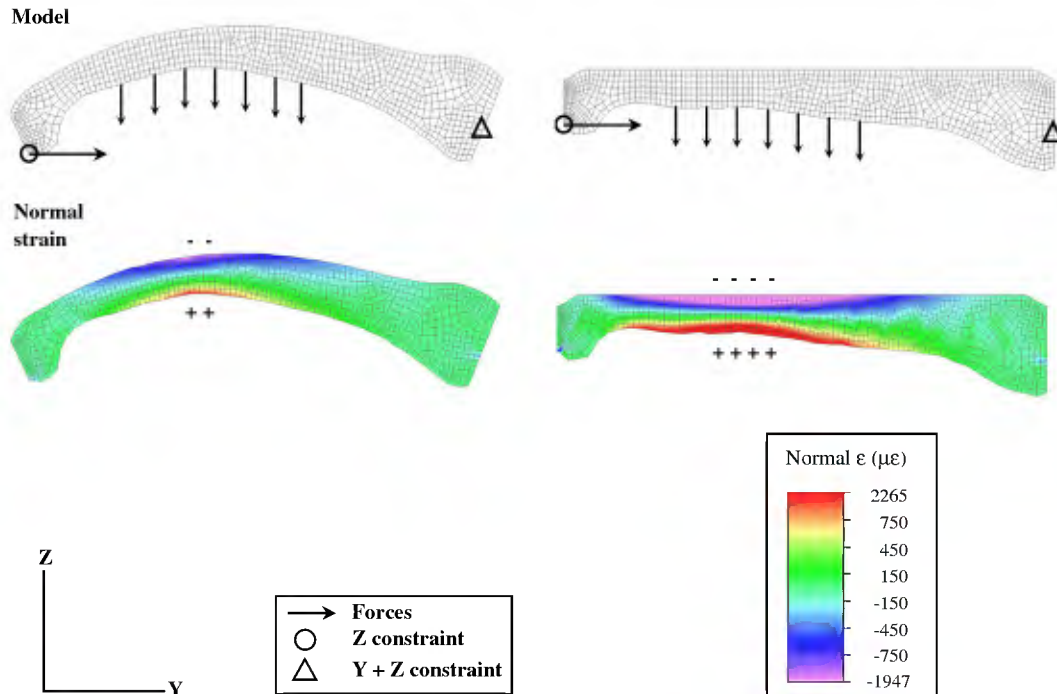 Model
Normal
strain
- -
+ +
- - - -
+ + + +
Normal ε (με)
2265
750
450
150
-150
-450
-750
-1947
Z
Y
Forces
Z constraint
Y + Z constraint